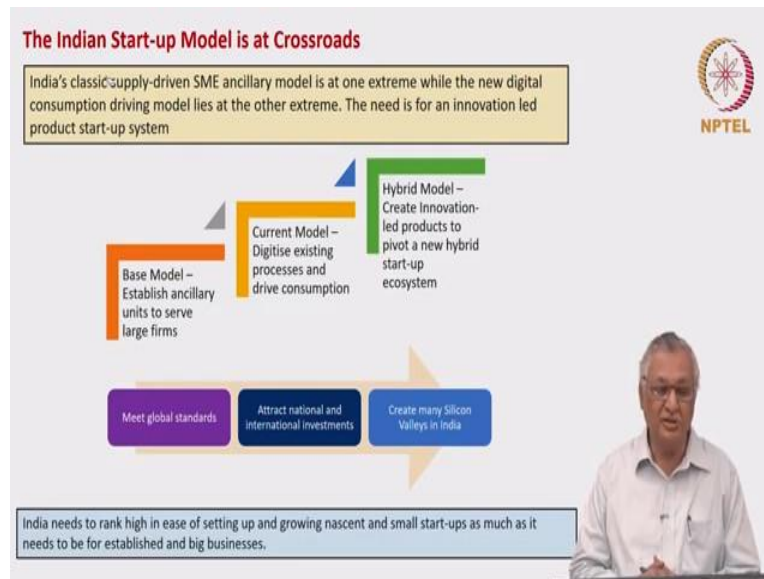 The Indian Start-up Model is at Crossroads
India's classic supply-driven SME ancillary model is at one extreme while the new digital
consumption driving model lies at the other extreme. The need is for an innovation led
product start-up system
NPTEL
Base Model –
Establish ancillary
units to serve
large firms
Current Model –
Digitise existing
processes and
drive consumption
Hybrid Model –
Create Innovation-
led products to
pivot a new hybrid
start-up
ecosystem
Meet global standards
Attract national and
international investments
Create many Silicon
Valleys in India
India needs to rank high in ease of setting up and growing nascent and small start-ups as much as it
needs to be for established and big businesses.